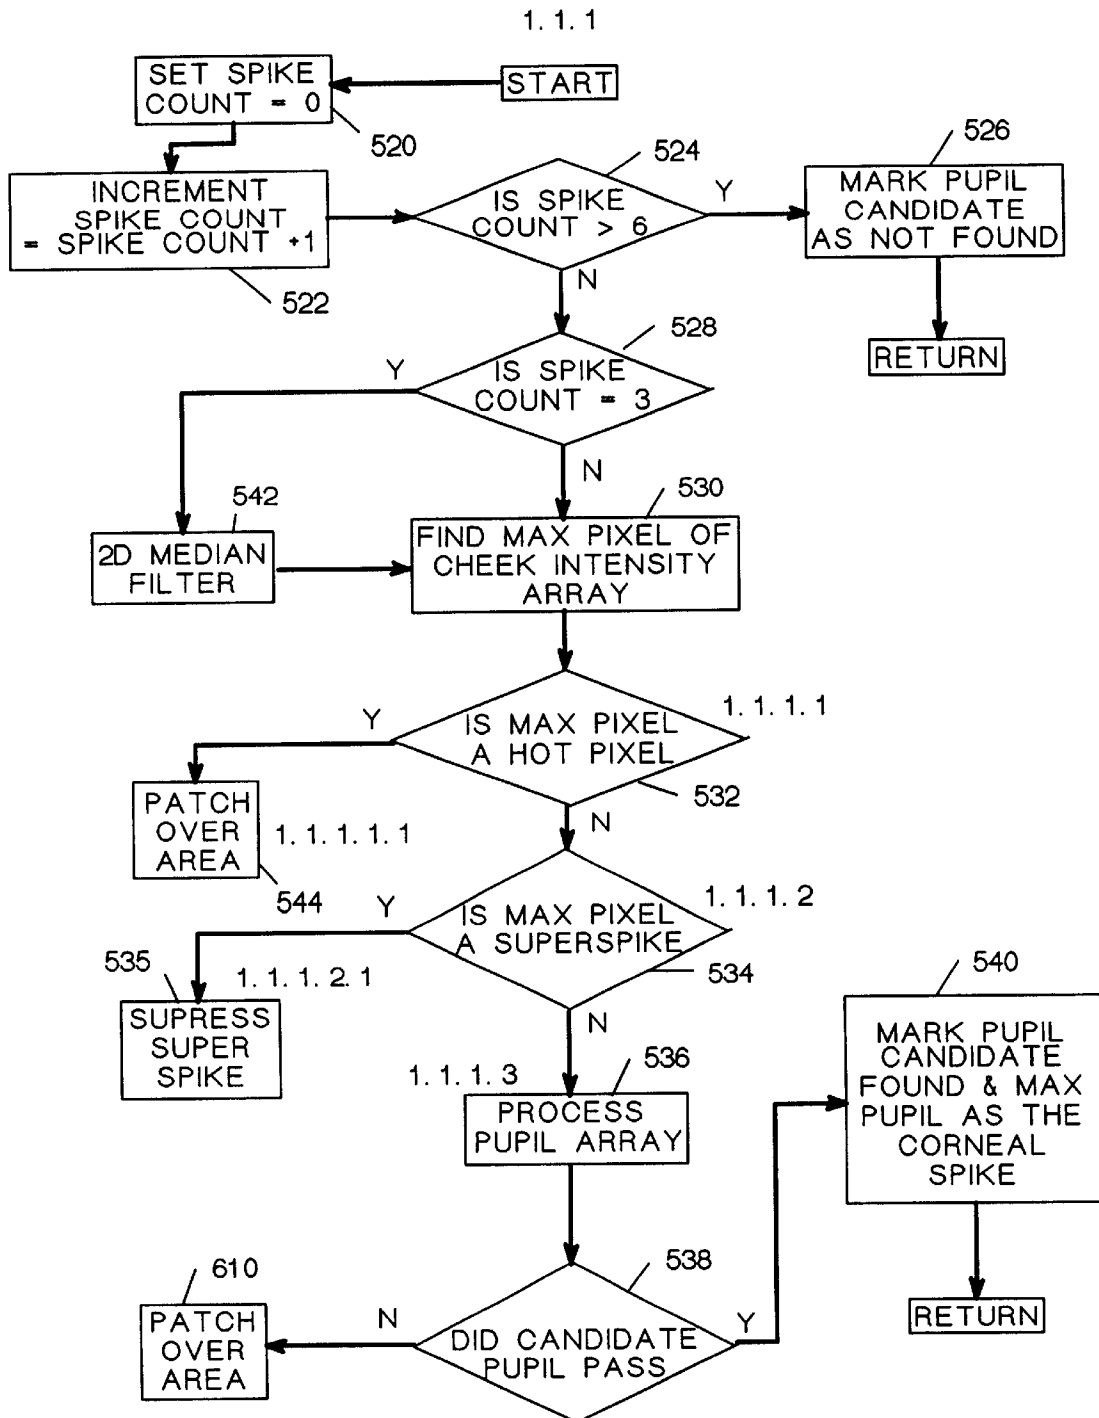 1.1.1
START
SET SPIKE
COUNT = 0
520
INCREMENT
SPIKE COUNT
= SPIKE COUNT +1
522
524
IS SPIKE
COUNT > 6
Y
N
526
MARK PUPIL
CANDIDATE
AS NOT FOUND
RETURN
528
IS SPIKE
COUNT = 3
Y
N
542
2D MEDIAN
FILTER
530
FIND MAX PIXEL OF
CHEEK INTENSITY
ARRAY
1.1.1.1
IS MAX PIXEL
A HOT PIXEL
532
Y
N
PATCH
OVER
AREA
1.1.1.1.1
544
1.1.1.2
IS MAX PIXEL
A SUPERSPIKE
534
Y
N
535
1.1.1.2.1
SUPRESS
SUPER
SPIKE
1.1.1.3
536
PROCESS
PUPIL ARRAY
540
MARK PUPIL
CANDIDATE
FOUND & MAX
PUPIL AS THE
CORNEAL
SPIKE
RETURN
538
DID CANDIDATE
PUPIL PASS
Y
N
610
PATCH
OVER
AREA